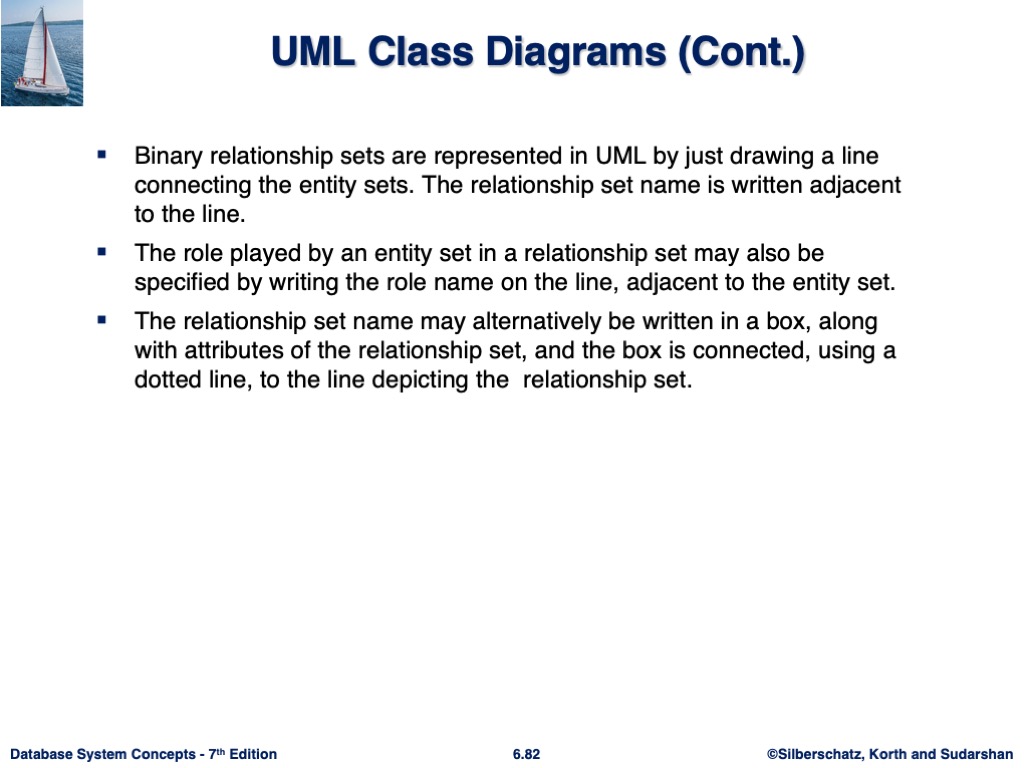 UML Class Diagrams (Cont.)
▪ Binary relationship sets are represented in UML by just drawing a line
connecting the entity sets. The relationship set name is written adjacent
to the line.
▪ The role played by an entity set in a relationship set may also be
specified by writing the role name on the line, adjacent to the entity set.
▪ The relationship set name may alternatively be written in a box, along
with attributes of the relationship set, and the box is connected, using a
dotted line, to the line depicting the  relationship set.
Database System Concepts - 7th Edition
6.82
©Silberschatz, Korth and Sudarshan